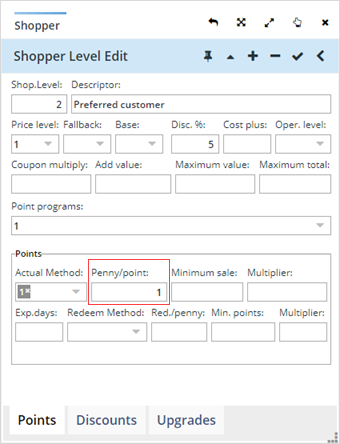 Shopper
Shopper Level Edit
Shop.Level: Descriptor:
2 Preferred customer
Price level: Fallback: Base: Disc. %: Cost plus: Oper. level:
1 5
Coupon multiply: Add value: Maximum value: Maximum total:
Point programs:
1
Points
Actual Method: Penny/point: Minimum sale: Multiplier:
1 1
Exp.days: Redeem Method: Red./penny: Min. points: Multiplier:
Points Discounts Upgrades